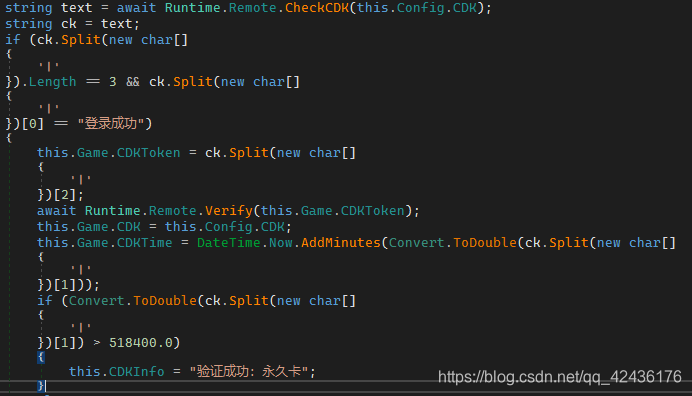 string text = await Runtime.Remote.CheckCDK(this.Config.CDK);
string ck = text;
if (ck.Split(new char[]
{
    '|'
}).Length == 3 && ck.Split(new char[]
{
    '|'
})[0] == "登录成功")
{
    this.Game.CDKToken = ck.Split(new char[]
    {
        '|'
    })[2];
    await Runtime.Remote.Verify(this.Game.CDKToken);
    this.Game.CDK = this.Config.CDK;
    this.Game.CDKTime = DateTime.Now.AddMinutes(Convert.ToDouble(ck.Split(new char[]
    {
        '|'
    })[1]));
    if (Convert.ToDouble(ck.Split(new char[]
    {
        '|'
    })[1]) > 518400.0)
    {
        this.CDKInfo = "验证成功: 永久卡";
    }
https://blog.csdn.net/qq_42436176